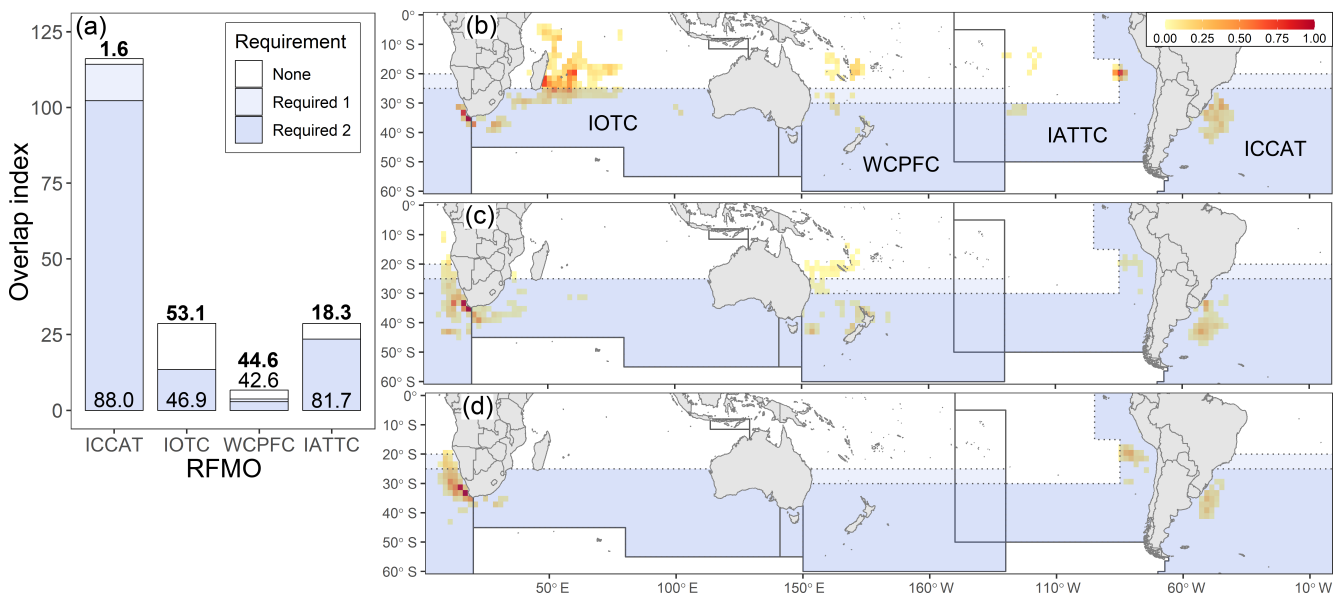 (a)
125
100
75
50
25
0
Overlap index
1.6
88.0
53.1
46.9
44.6
42.6
18.3
81.7
Requirement
None
Required 1
Required 2
ICCAT IOTC WCPFC IATTC
RFMO
(b)
0° S
10° S
20° S
30° S
40° S
50° S
60° S
IOTC
WCPFC
IATTC
ICCAT
0.00 0.25 0.50 0.75 1.00
(c)
0° S
10° S
20° S
30° S
40° S
50° S
60° S
(d)
0° S
10° S
20° S
30° S
40° S
50° S
60° S
50° E 100° E 150° E 160° W 110° W 60° W 10° W